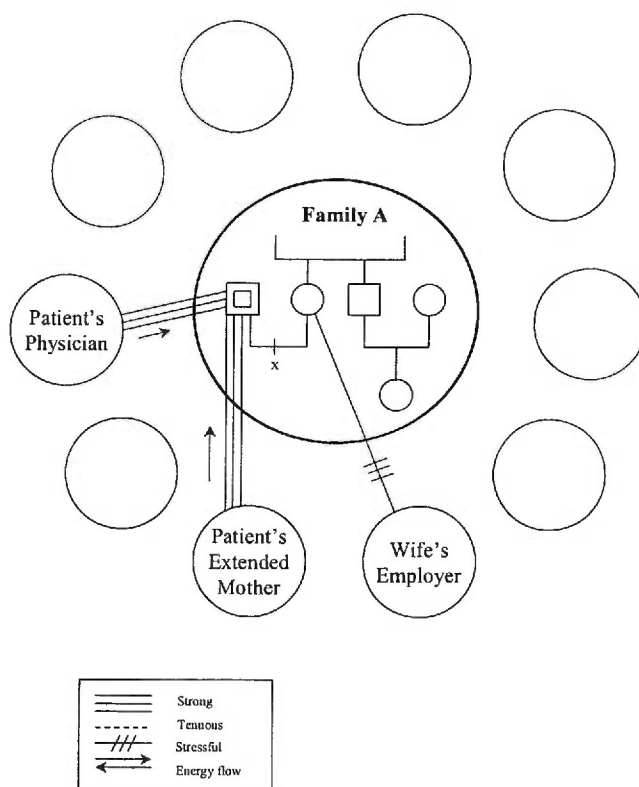 Family A
Patient's
Physician
x
Patient's
Extended
Mother
Wife's
Employer
Strong
Tenuous
Stressful
Energy flow